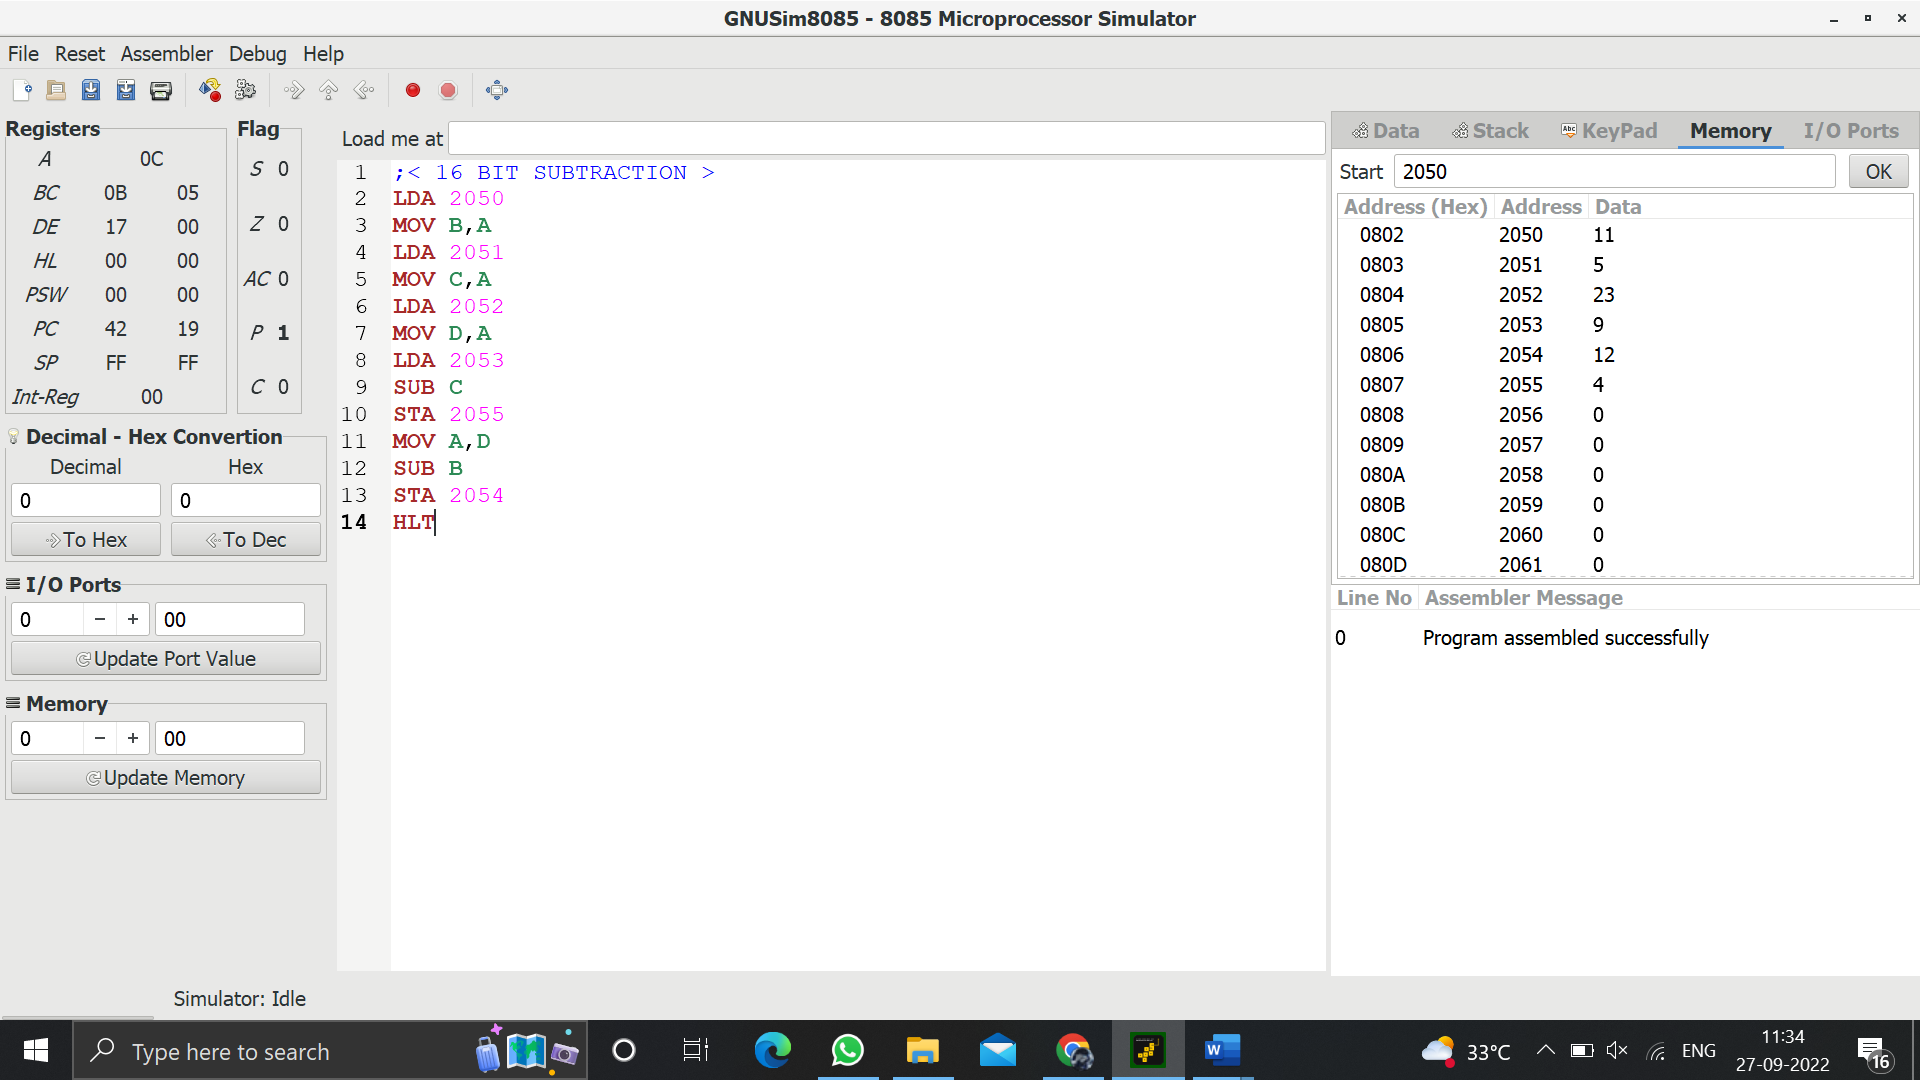 GNUSim8085 - 8085 Microprocessor Simulator
File Reset Assembler Debug Help
Registers
A 0C
BC 0B 05
DE 17 00
HL 00 00
PSW 00 00
PC 42 19
SP FF FF
Int-Reg 00
Flag
S 0
Z 0
AC 0
P 1
C 0
Decimal - Hex Convertion
Decimal Hex
0 0
To Hex To Dec
I/O Ports
0 − + 00
Update Port Value
Memory
0 − + 00
Update Memory
Load me at
1 ;< 16 BIT SUBTRACTION >
2 LDA 2050
3 MOV B,A
4 LDA 2051
5 MOV C,A
6 LDA 2052
7 MOV D,A
8 LDA 2053
9 SUB C
10 STA 2055
11 MOV A,D
12 SUB B
13 STA 2054
14 HLT
Data Stack Abc KeyPad Memory I/O Ports
Start 2050 OK
Address (Hex) Address Data
0802 2050 11
0803 2051 5
0804 2052 23
0805 2053 9
0806 2054 12
0807 2055 4
0808 2056 0
0809 2057 0
080A 2058 0
080B 2059 0
080C 2060 0
080D 2061 0
Line No Assembler Message
0 Program assembled successfully
Simulator: Idle
Type here to search
33°C
ENG
11:34
27-09-2022
16